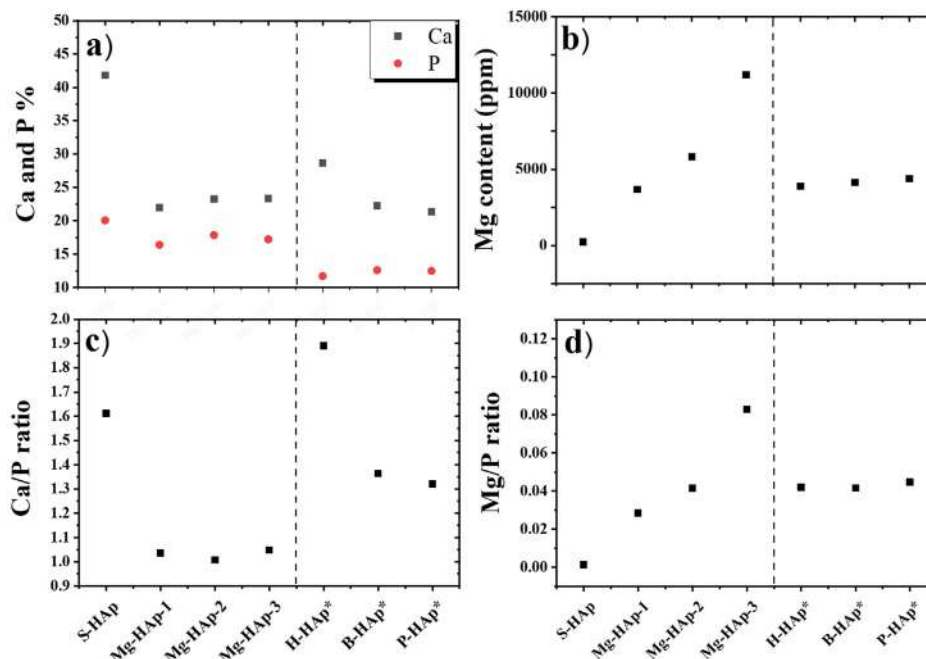 a)
Ca
P
Ca and P %
50
45
40
35
30
25
20
15
10
b)
Mg content (ppm)
15000
10000
5000
0
c)
Ca/P ratio
2.0
1.9
1.8
1.7
1.6
1.5
1.4
1.3
1.2
1.1
1.0
0.9
S-HAp
Mg-HAp-1
Mg-HAp-2
Mg-HAp-3
H-HAp*
B-HAp*
P-HAp*
d)
Mg/P ratio
0.12
0.10
0.08
0.06
0.04
0.02
0.00
S-HAp
Mg-HAp-1
Mg-HAp-2
Mg-HAp-3
H-HAp*
B-HAp*
P-HAp*